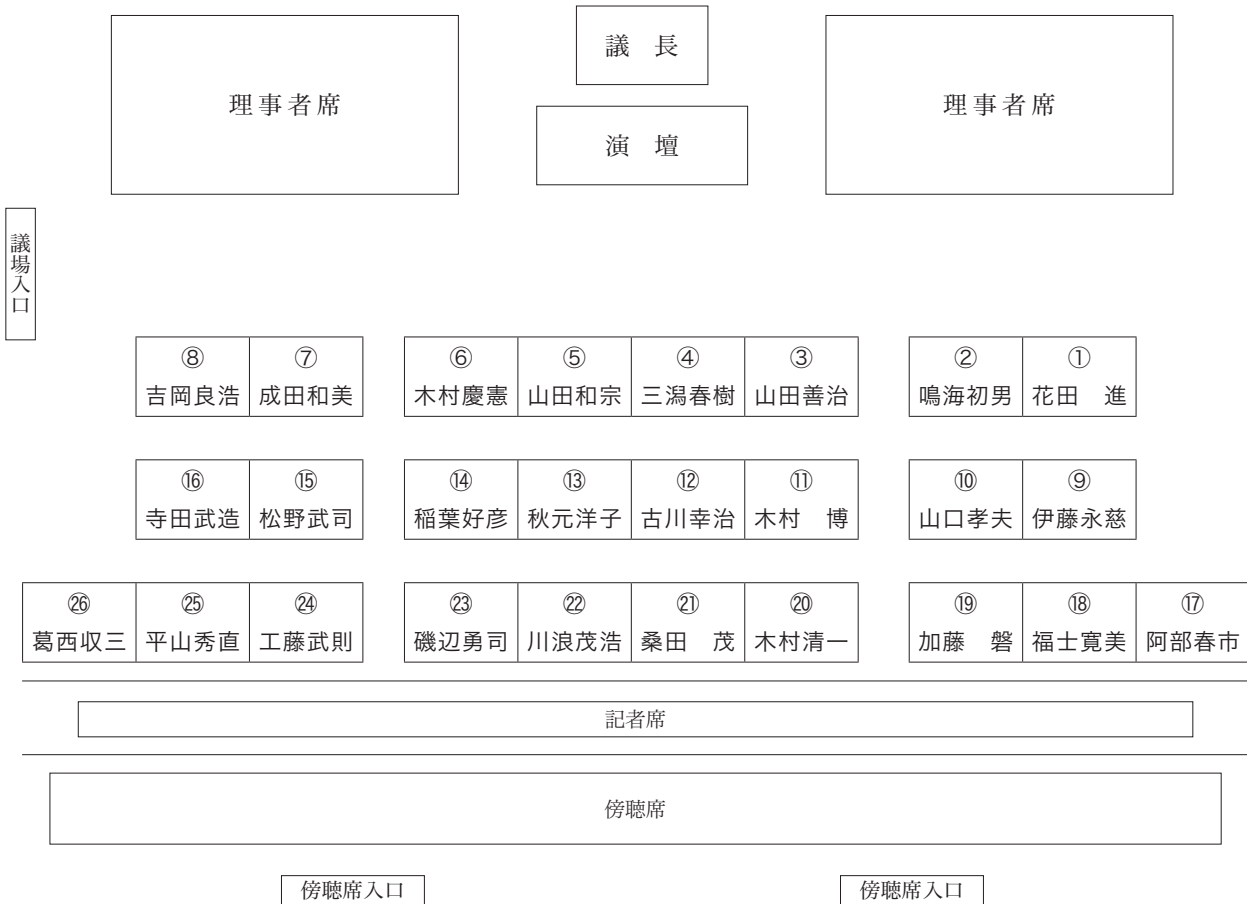 議 長
理事者席
理事者席
演 壇
議場入口
⑧ ⑦ ⑥ ⑤ ④ ③ ② ①
吉岡良浩 成田和美 木村慶憲 山田和宗 三潟春樹 山田善治 鳴海初男 花田 進
⑯ ⑮ ⑭ ⑬ ⑫ ⑪ ⑩ ⑨
寺田武造 松野武司 稲葉好彦 秋元洋子 古川幸治 木村 博 山口孝夫 伊藤永慈
㉖ ㉕ ㉔ ㉓ ㉒ ㉑ ⑳ ⑲ ⑱ ⑰
葛西収三 平山秀直 工藤武則 磯辺勇司 川浪茂浩 桑田 茂 木村清一 加藤 磐 福士寛美 阿部春市
記者席
傍聴席
傍聴席入口 傍聴席入口